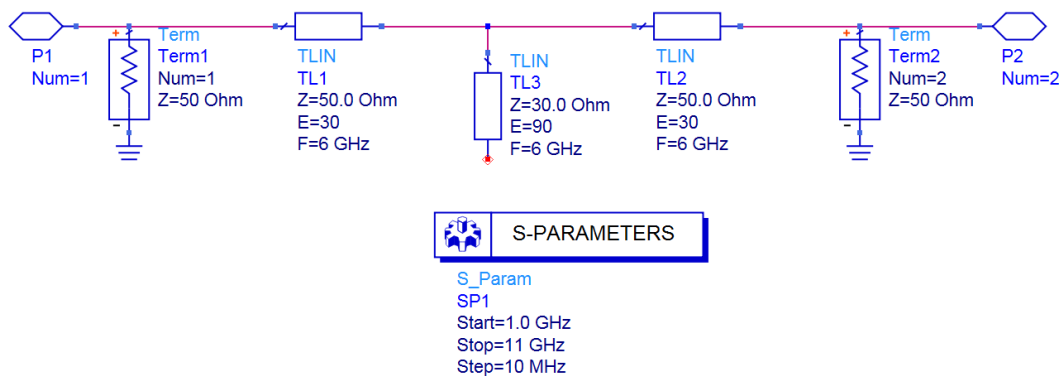 P1
Num=1
+
Term
Term1
Num=1
Z=50 Ohm
-
TLIN
TL1
Z=50.0 Ohm
E=30
F=6 GHz
TLIN
TL3
Z=30.0 Ohm
E=90
F=6 GHz
TLIN
TL2
Z=50.0 Ohm
E=30
F=6 GHz
+
Term
Term2
Num=2
Z=50 Ohm
-
P2
Num=2
S-PARAMETERS
S_Param
SP1
Start=1.0 GHz
Stop=11 GHz
Step=10 MHz